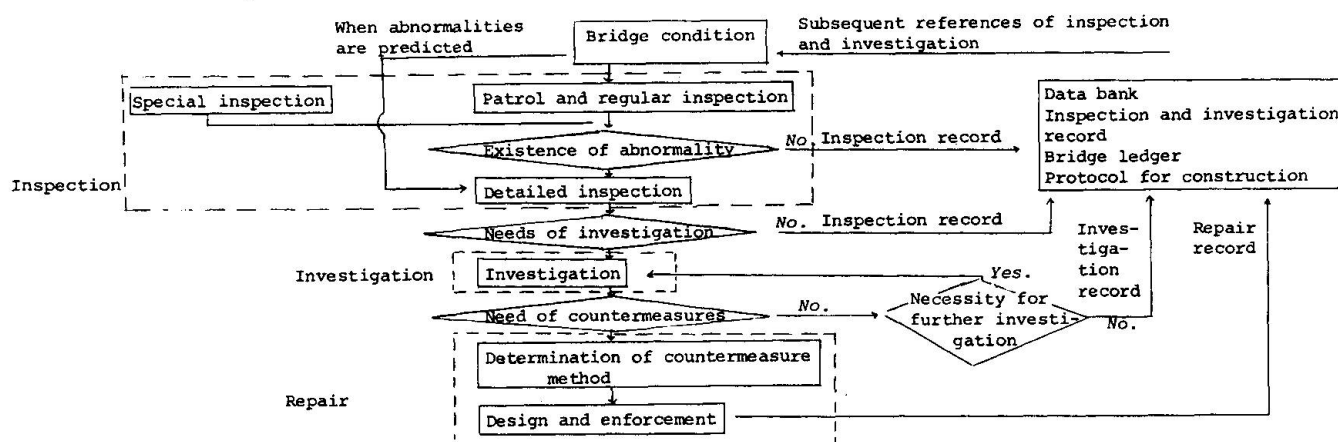 When abnormalities
are predicted
Bridge condition
Subsequent references of inspection
and investigation
Special inspection
Patrol and regular inspection
Data bank
Inspection and investigation
record
Bridge ledger
Protocol for construction
Existence of abnormality
No. Inspection record
Inspection
Detailed inspection
Needs of investigation
No. Inspection record
Inves-
tiga-
tion
record
Repair
record
Investigation
Investigation
Yes.
Need of countermeasures
No.
Necessity for
further investi-
gation
No.
Determination of countermeasure
method
Repair
Design and enforcement